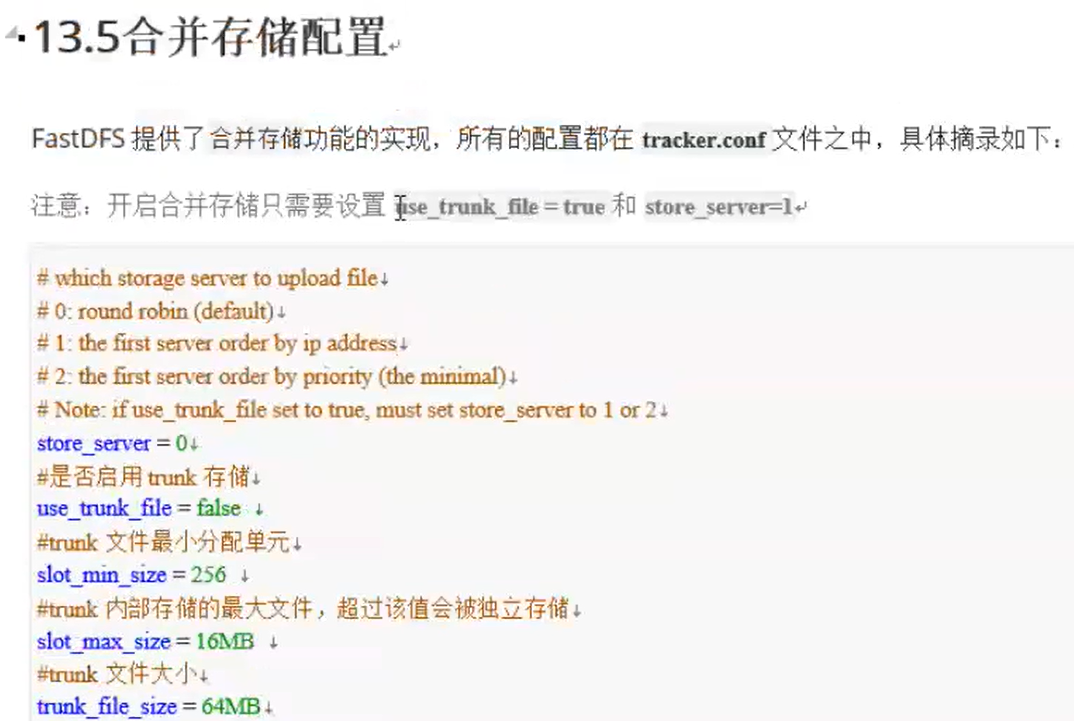 13.5合并存储配置
FastDFS 提供了合并存储功能的实现，所有的配置都在 tracker.conf 文件之中，具体摘录如下：
注意：开启合并存储只需要设置 use_trunk_file = true 和 store_server=1
# which storage server to upload file
# 0: round robin (default)
# 1: the first server order by ip address
# 2: the first server order by priority (the minimal)
# Note: if use_trunk_file set to true, must set store_server to 1 or 2
store_server = 0
#是否启用 trunk 存储
use_trunk_file = false
#trunk 文件最小分配单元
slot_min_size = 256
#trunk 内部存储的最大文件，超过该值会被独立存储
slot_max_size = 16MB
#trunk 文件大小
trunk_file_size = 64MB